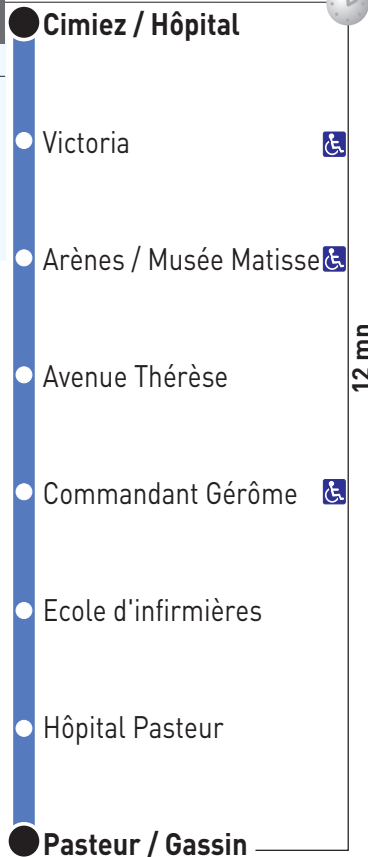 Cimiez / Hôpital
Victoria
Arènes / Musée Matisse
Avenue Thérèse
Commandant Gérôme
Ecole d'infirmières
Hôpital Pasteur
Pasteur / Gassin
12 mn